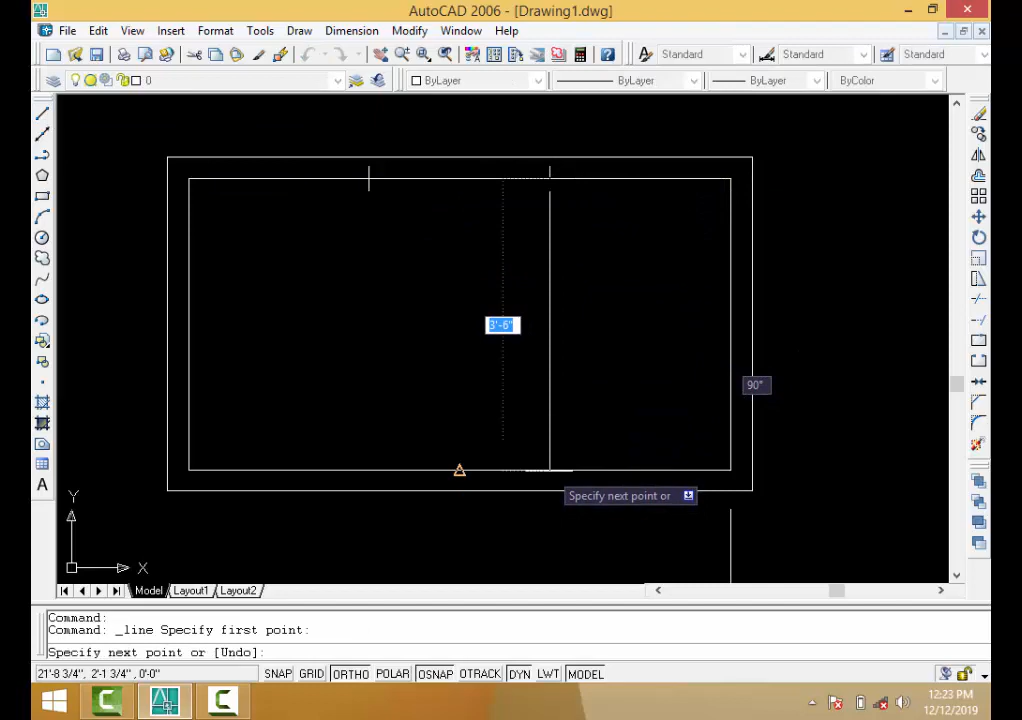 AutoCAD 2006 - [Drawing1.dwg]
File Edit View Insert Format Tools Draw Dimension Modify Window Help
Standard Standard Standard
0 ByLayer ByLayer ByLayer ByColor
3'-6"
90°
Specify next point or
Y
X
Model Layout1 Layout2
Command:
Command: _line Specify first point:
Specify next point or [Undo]:
21'-8 3/4", 2'-1 3/4" ,0'-0" SNAP GRID ORTHO POLAR OSNAP OTRACK DYN LWT MODEL
12:23 PM
12/12/2019